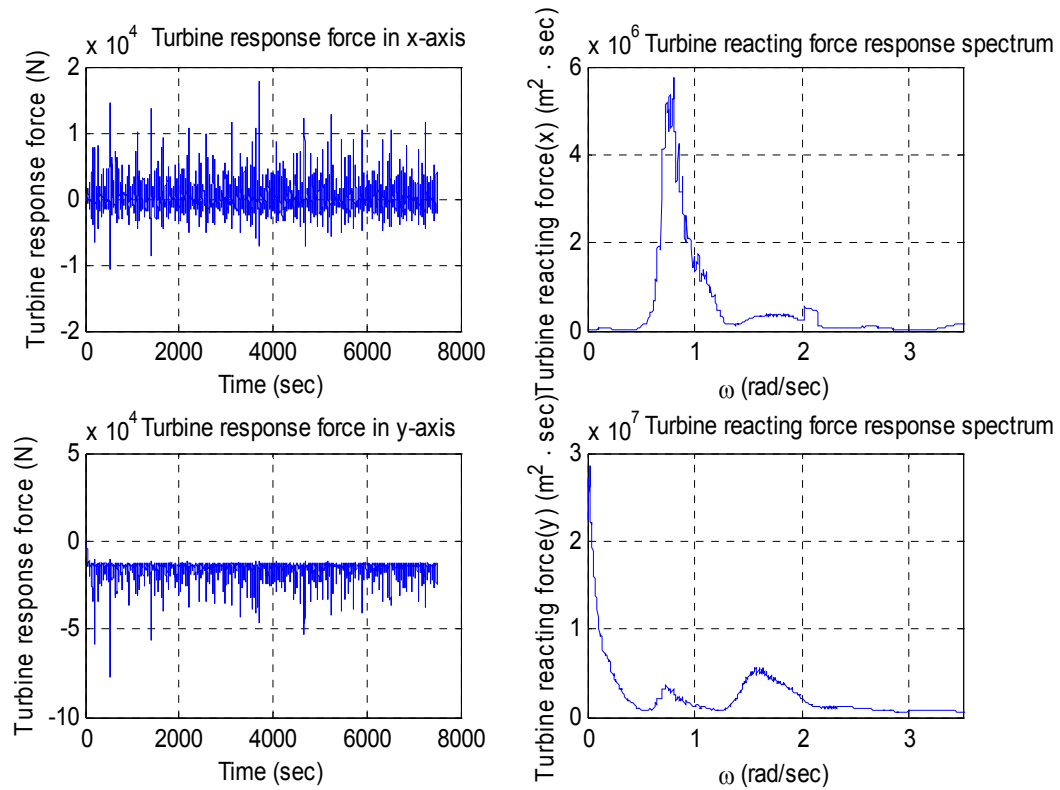 x 10^4 Turbine response force in x-axis
Turbine response force (N)
2
1
0
-1
-2
0 2000 4000 6000 8000
Time (sec)
x 10^6 Turbine reacting force response spectrum
Turbine reacting force(x) (m^2 . sec)
6
4
2
0
0 1 2 3
ω (rad/sec)
x 10^4 Turbine response force in y-axis
Turbine response force (N)
5
0
-5
-10
0 2000 4000 6000 8000
Time (sec)
x 10^7 Turbine reacting force response spectrum
Turbine reacting force(y) (m^2 . sec)
3
2
1
0
0 1 2 3
ω (rad/sec)